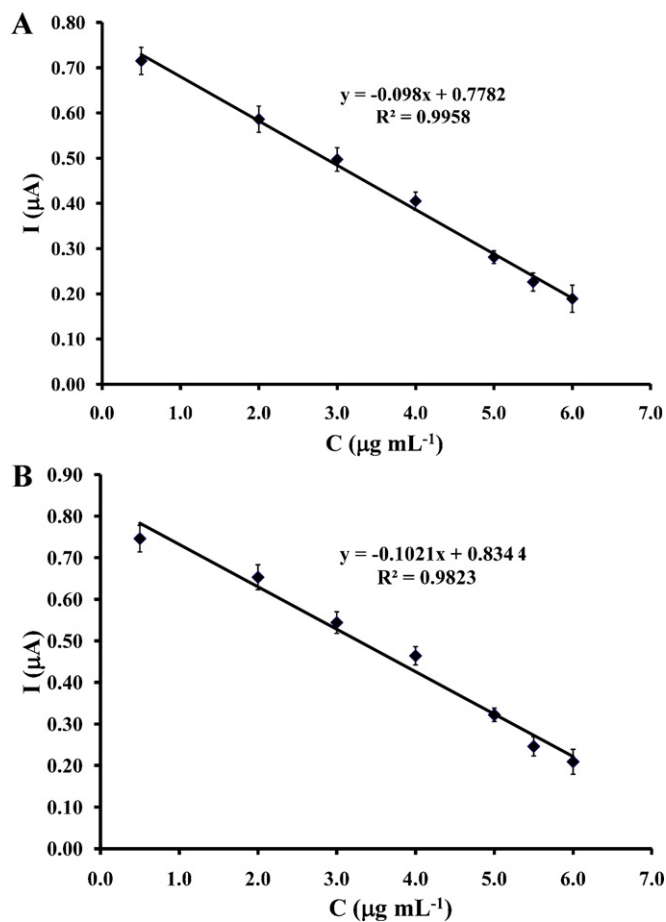 A
0.80
0.70
0.60
0.50
0.40
0.30
0.20
0.10
0.00
I (μA)
y = -0.098x + 0.7782
R² = 0.9958
0.0 1.0 2.0 3.0 4.0 5.0 6.0 7.0
C (μg mL⁻¹)
B
0.90
0.80
0.70
0.60
0.50
0.40
0.30
0.20
0.10
0.00
I (μA)
y = -0.1021x + 0.8344
R² = 0.9823
0.0 1.0 2.0 3.0 4.0 5.0 6.0 7.0
C (μg mL⁻¹)